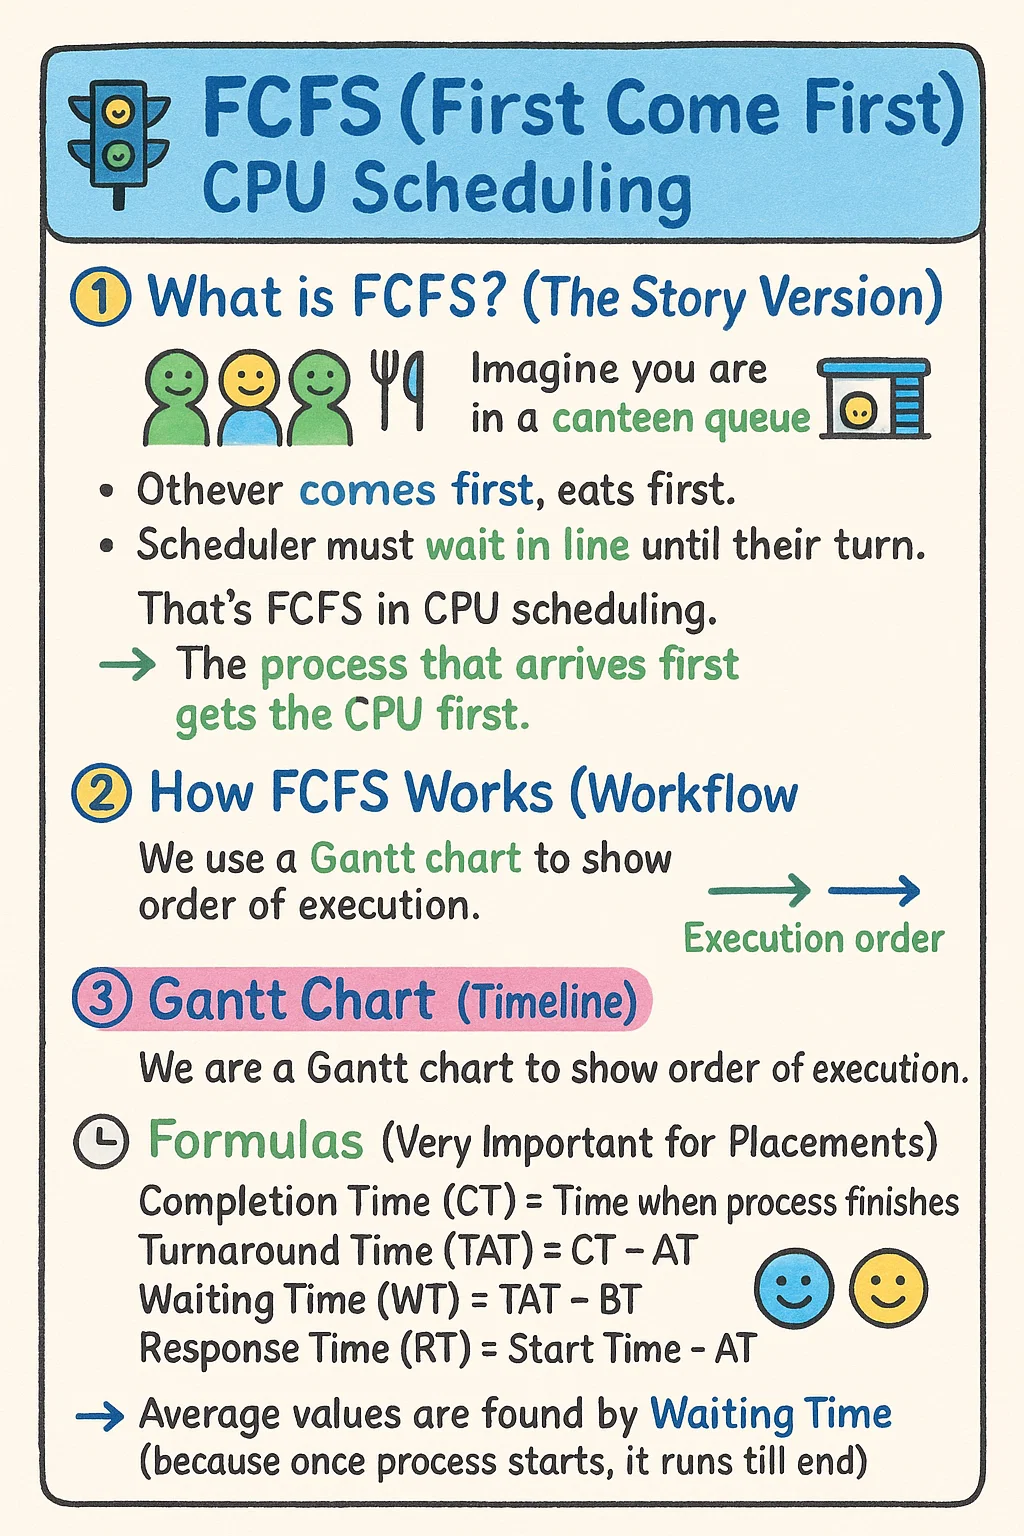 FCFS (First Come First)
CPU Scheduling
1 What is FCFS? (The Story Version)
Imagine you are
in a canteen queue
• Othever comes first, eats first.
• Scheduler must wait in line until their turn.
That's FCFS in CPU scheduling.
→ The process that arrives first
gets the CPU first.
2 How FCFS Works (Workflow
We use a Gantt chart to show
order of execution.
Execution order
3 Gantt Chart (Timeline)
We are a Gantt chart to show order of execution.
Formulas (Very Important for Placements)
Completion Time (CT) = Time when process finishes
Turnaround Time (TAT) = CT – AT
Waiting Time (WT) = TAT – BT
Response Time (RT) = Start Time - AT
→ Average values are found by Waiting Time
(because once process starts, it runs till end)